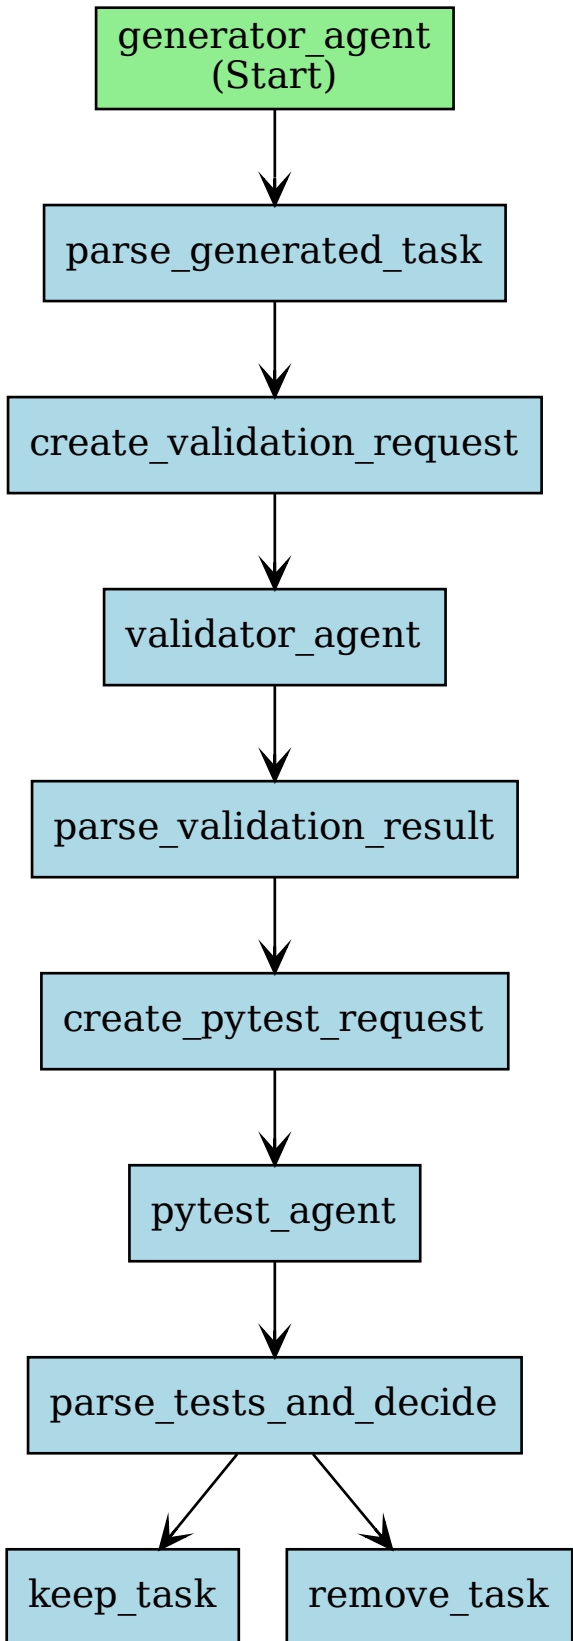 generator_agent
(Start)
parse_generated_task
create_validation_request
validator_agent
parse_validation_result
create_pytest_request
pytest_agent
parse_tests_and_decide
keep_task
remove_task